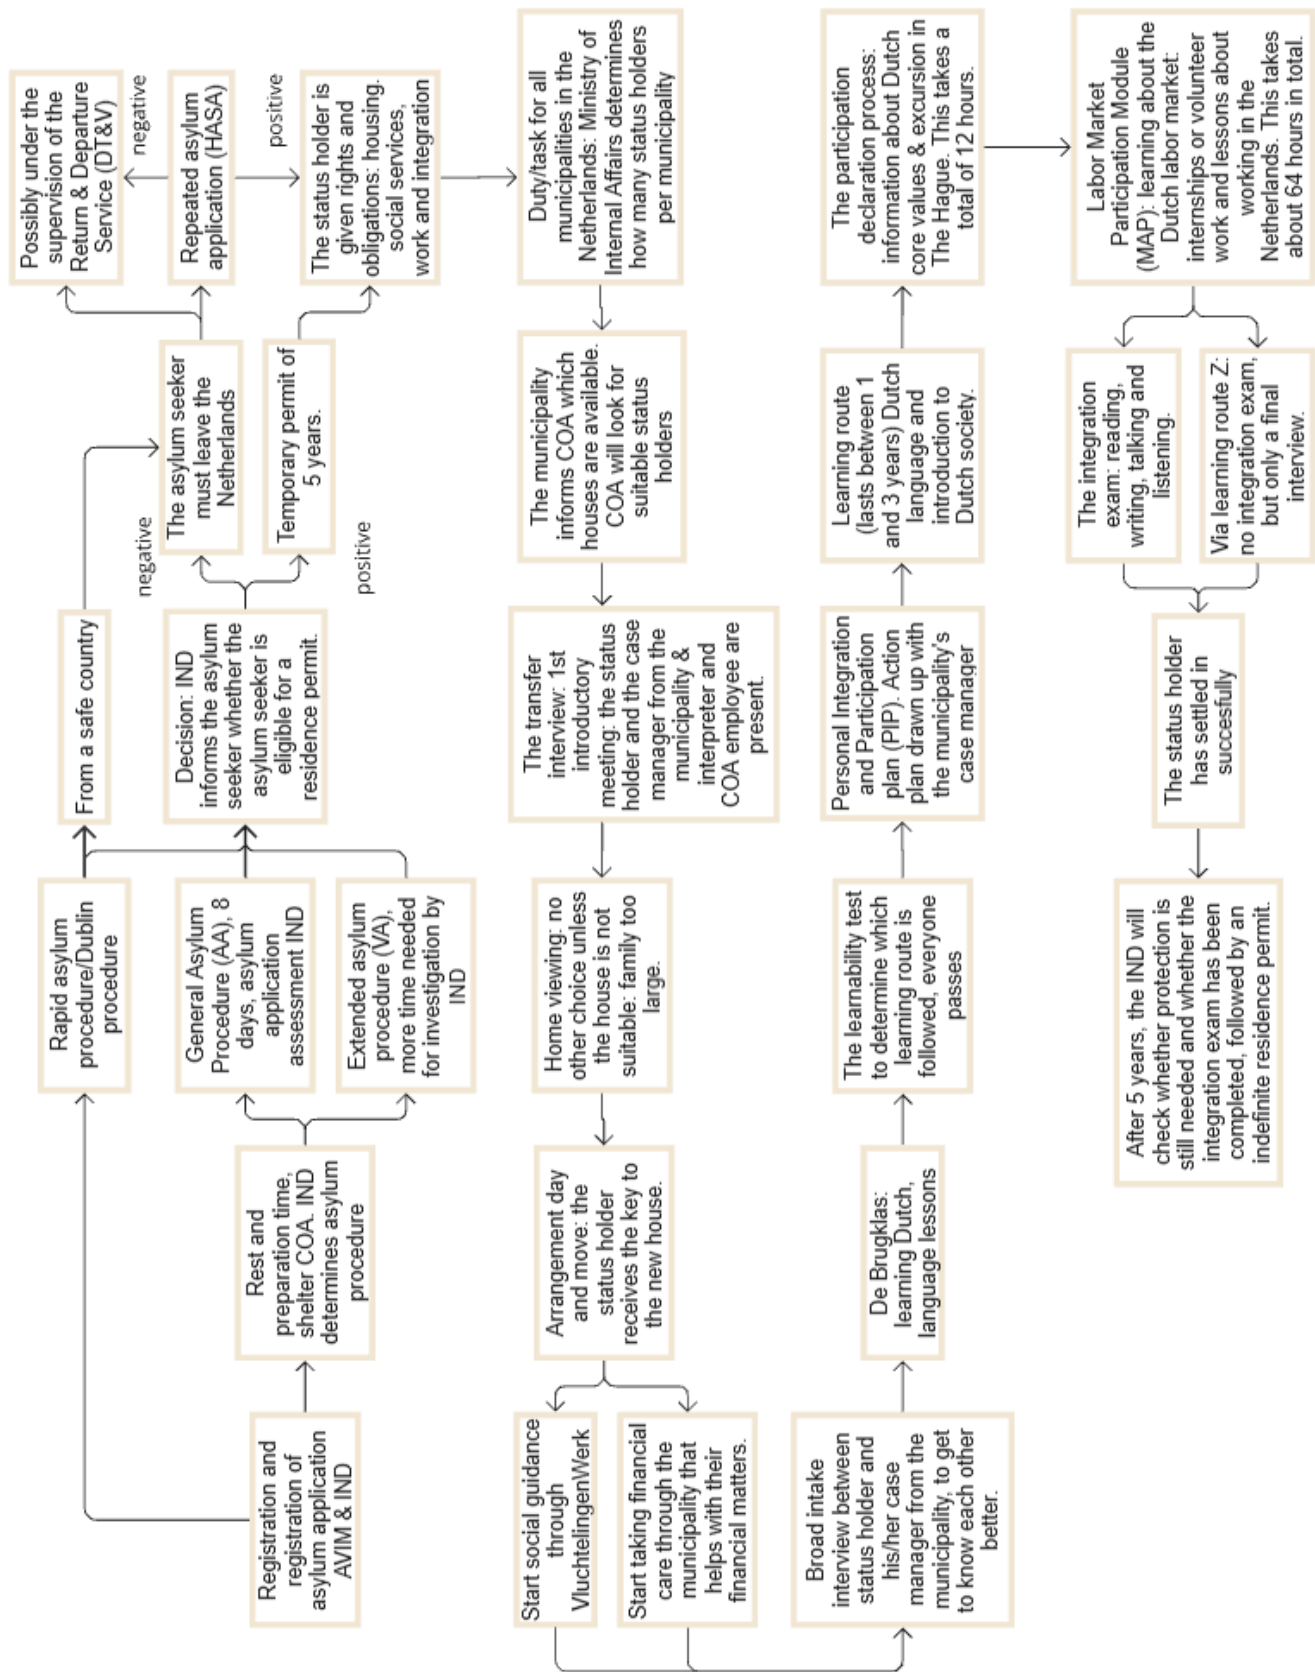 Registration and
registration of
asylum application
AVIM & IND
Rest and
preparation time,
shelter COA. IND
determines asylum
procedure
Rapid asylum
procedure/Dublin
procedure
General Asylum
Procedure (AA), 8
days, asylum
application
assessment IND
Extended asylum
procedure (VA),
more time needed
for investigation by
IND
From a safe country
Decision: IND
informs the asylum
seeker whether the
asylum seeker is
eligible for a
residence permit.
negative
positive
The asylum seeker
must leave the
Netherlands
Temporary permit of
5 years.
Possibly under the
supervision of the
Return & Departure
Service (DT&V)
negative
Repeated asylum
application (HASA)
positive
The status holder is
given rights and
obligations: housing.
social services,
work and integration
Duty/task for all
municipalities in the
Netherlands: Ministry of
Internal Affairs determines
how many status holders
per municipality
The municipality
informs COA which
houses are available.
COA will look for
suitable status
holders
The transfer
interview: 1st
introductory
meeting: the status
holder and the case
manager from the
municipality &
interpreter and
COA employee are
present.
Home viewing: no
other choice unless
the house is not
suitable: family too
large.
Arrangement day
and move: the
status holder
receives the key to
the new house.
Start social guidance
through
VluchtelingenWerk
Start taking financial
care through the
municipality that
helps with their
financial matters.
Broad intake
interview between
status holder and
his/her case
manager from the
municipality, to get
to know each other
better.
De Brugklas:
learning Dutch,
language lessons
The learnability test
to determine which
learning route is
followed, everyone
passes
Personal Integration
and Participation
plan (PIP). Action
plan drawn up with
the municipality's
case manager
Learning route
(lasts between 1
and 3 years) Dutch
language and
introduction to
Dutch society.
The participation
declaration process:
information about Dutch
core values & excursion in
The Hague. This takes a
total of 12 hours.
Labor Market
Participation Module
(MAP): learning about the
Dutch labor market:
internships or volunteer
work and lessons about
working in the
Netherlands. This takes
about 64 hours in total.
The integration
exam: reading,
writing, talking and
listening.
Via learning route Z:
no integration exam,
but only a final
interview.
The status holder
has settled in
succesfully
After 5 years, the IND will
check whether protection is
still needed and whether the
integration exam has been
completed, followed by an
indefinite residence permit.